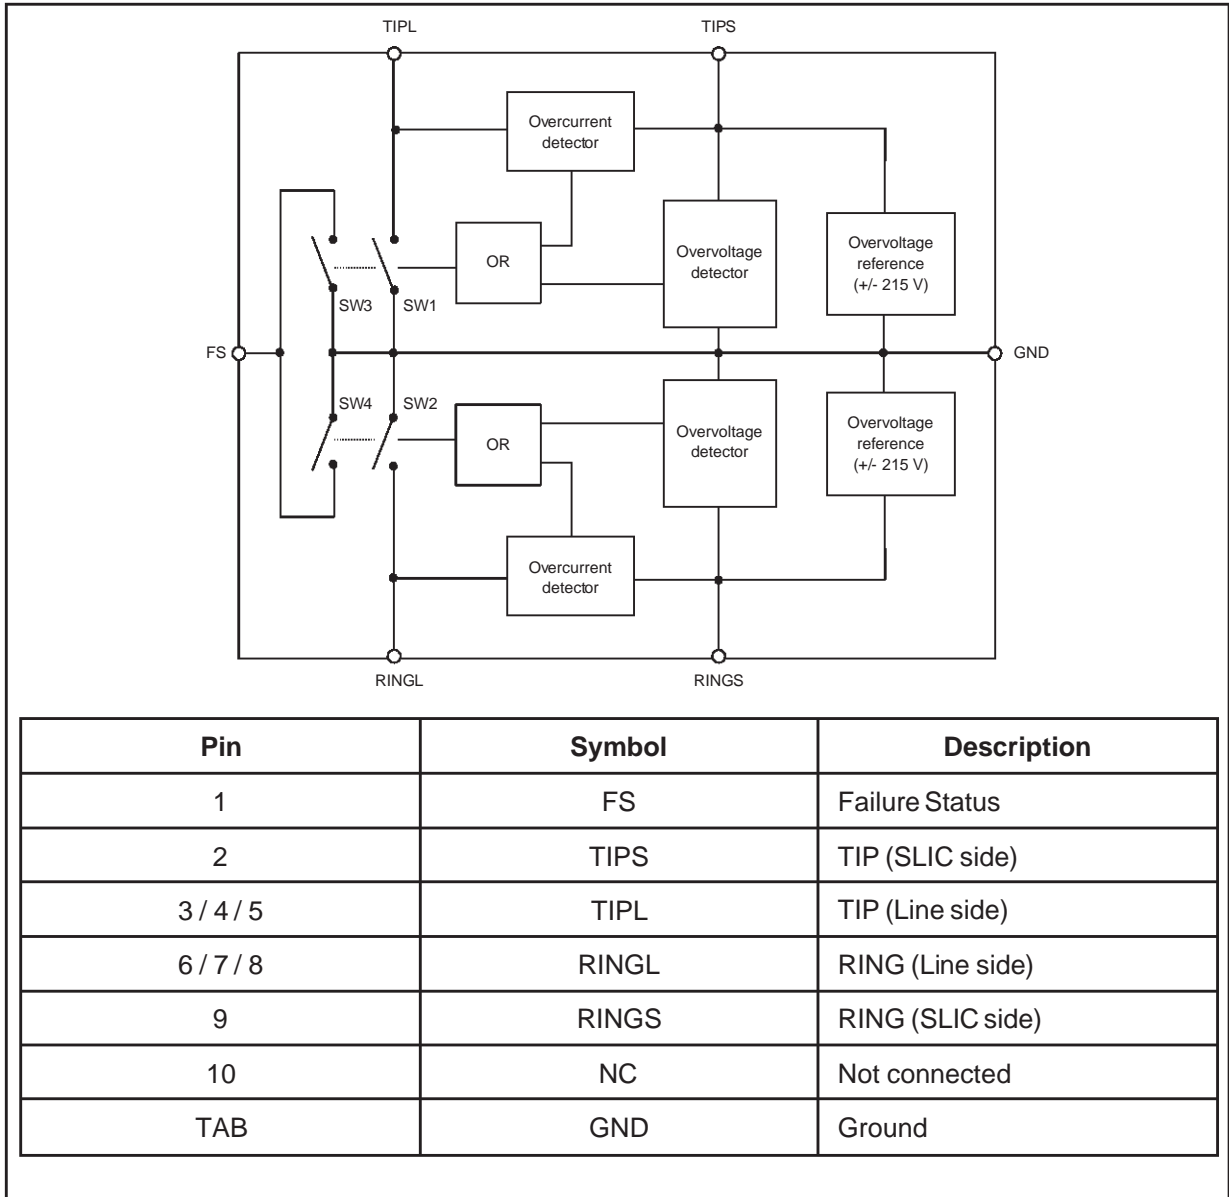 TIPL TIPS
Overcurrent
detector
OR
Overvoltage
detector
Overvoltage
reference
(+/- 215 V)
SW3 SW1
FS GND
SW4 SW2
OR
Overvoltage
detector
Overvoltage
reference
(+/- 215 V)
Overcurrent
detector
RINGL RINGS
Pin Symbol Description
1 FS Failure Status
2 TIPS TIP (SLIC side)
3 / 4 / 5 TIPL TIP (Line side)
6 / 7 / 8 RINGL RING (Line side)
9 RINGS RING (SLIC side)
10 NC Not connected
TAB GND Ground